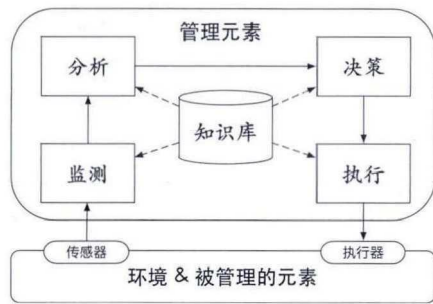 管理元素
分析
决策
知识库
监测
执行
传感器
执行器
环境 & 被管理的元素